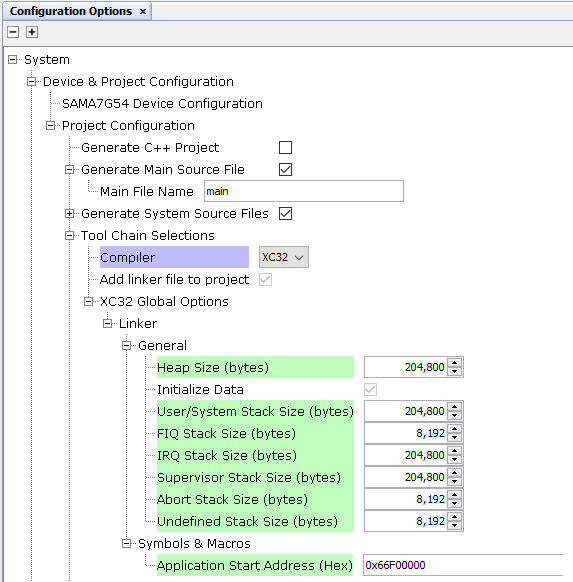 Configuration Options
System
Device & Project Configuration
SAMA7G54 Device Configuration
Project Configuration
Generate C++ Project
Generate Main Source File
Main File Name main
Generate System Source Files
Tool Chain Selections
Compiler XC32
Add linker file to project
XC32 Global Options
Linker
General
Heap Size (bytes) 204,800
Initialize Data
User/System Stack Size (bytes) 204,800
FIQ Stack Size (bytes) 8,192
IRQ Stack Size (bytes) 204,800
Supervisor Stack Size (bytes) 204,800
Abort Stack Size (bytes) 8,192
Undefined Stack Size (bytes) 8,192
Symbols & Macros
Application Start Address (Hex) 0x66F00000